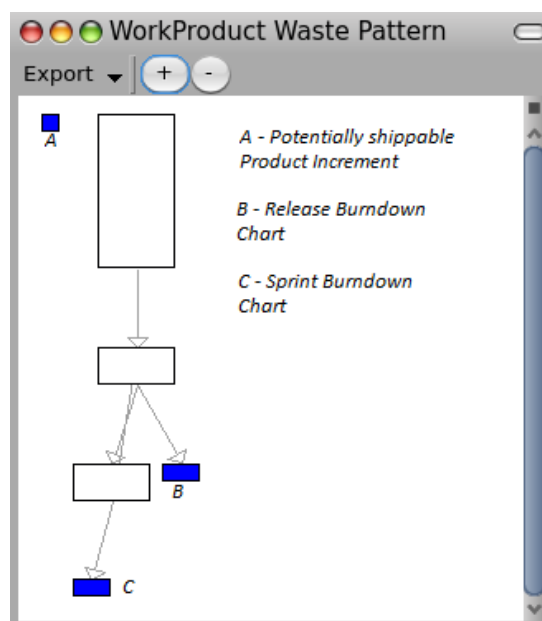 WorkProduct Waste Pattern
Export
+
-
A
A - Potentially shippable
Product Increment
B - Release Burndown
Chart
C - Sprint Burndown
Chart
B
C